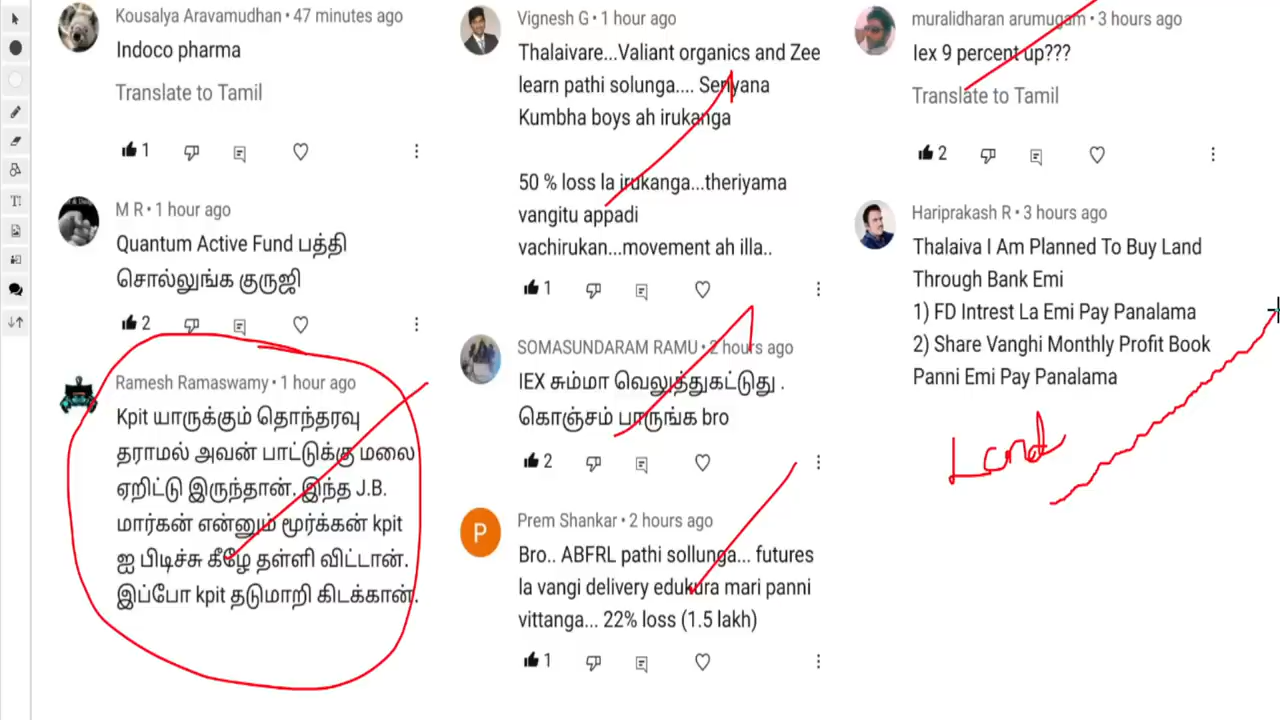 Kousalya Aravamudhan • 47 minutes ago
Indoco pharma
Translate to Tamil
1
M R • 1 hour ago
Quantum Active Fund பத்தி
சொல்லுங்க குருஜி
2
Ramesh Ramaswamy • 1 hour ago
Kpit யாருக்கும் தொந்தரவு
தராமல் அவன் பாட்டுக்கு மலை
ஏறிட்டு இருந்தான். இந்த J.B.
மார்கன் என்னும் மூர்க்கன் kpit
ஐ பிடிச்சு கீழே தள்ளி விட்டான்.
இப்போ kpit தடுமாறி கிடக்கான்.
Vignesh G • 1 hour ago
Thalaivare...Valiant organics and Zee
learn pathi solunga.... Seriyana
Kumbha boys ah irukanga
50 % loss la irukanga...theriyama
vangitu appadi
vachirukan...movement ah illa..
1
SOMASUNDARAM RAMU • 2 hours ago
IEX சும்மா வெலுத்துகட்டுது .
கொஞ்சம் பாருங்க bro
2
P
Prem Shankar • 2 hours ago
Bro.. ABFRL pathi sollunga... futures
la vangi delivery edukura mari panni
vittanga... 22% loss (1.5 lakh)
1
muralidharan arumugam • 3 hours ago
Iex 9 percent up???
Translate to Tamil
2
Hariprakash R • 3 hours ago
Thalaiva I Am Planned To Buy Land
Through Bank Emi
1) FD Intrest La Emi Pay Panalama
2) Share Vanghi Monthly Profit Book
Panni Emi Pay Panalama
Land